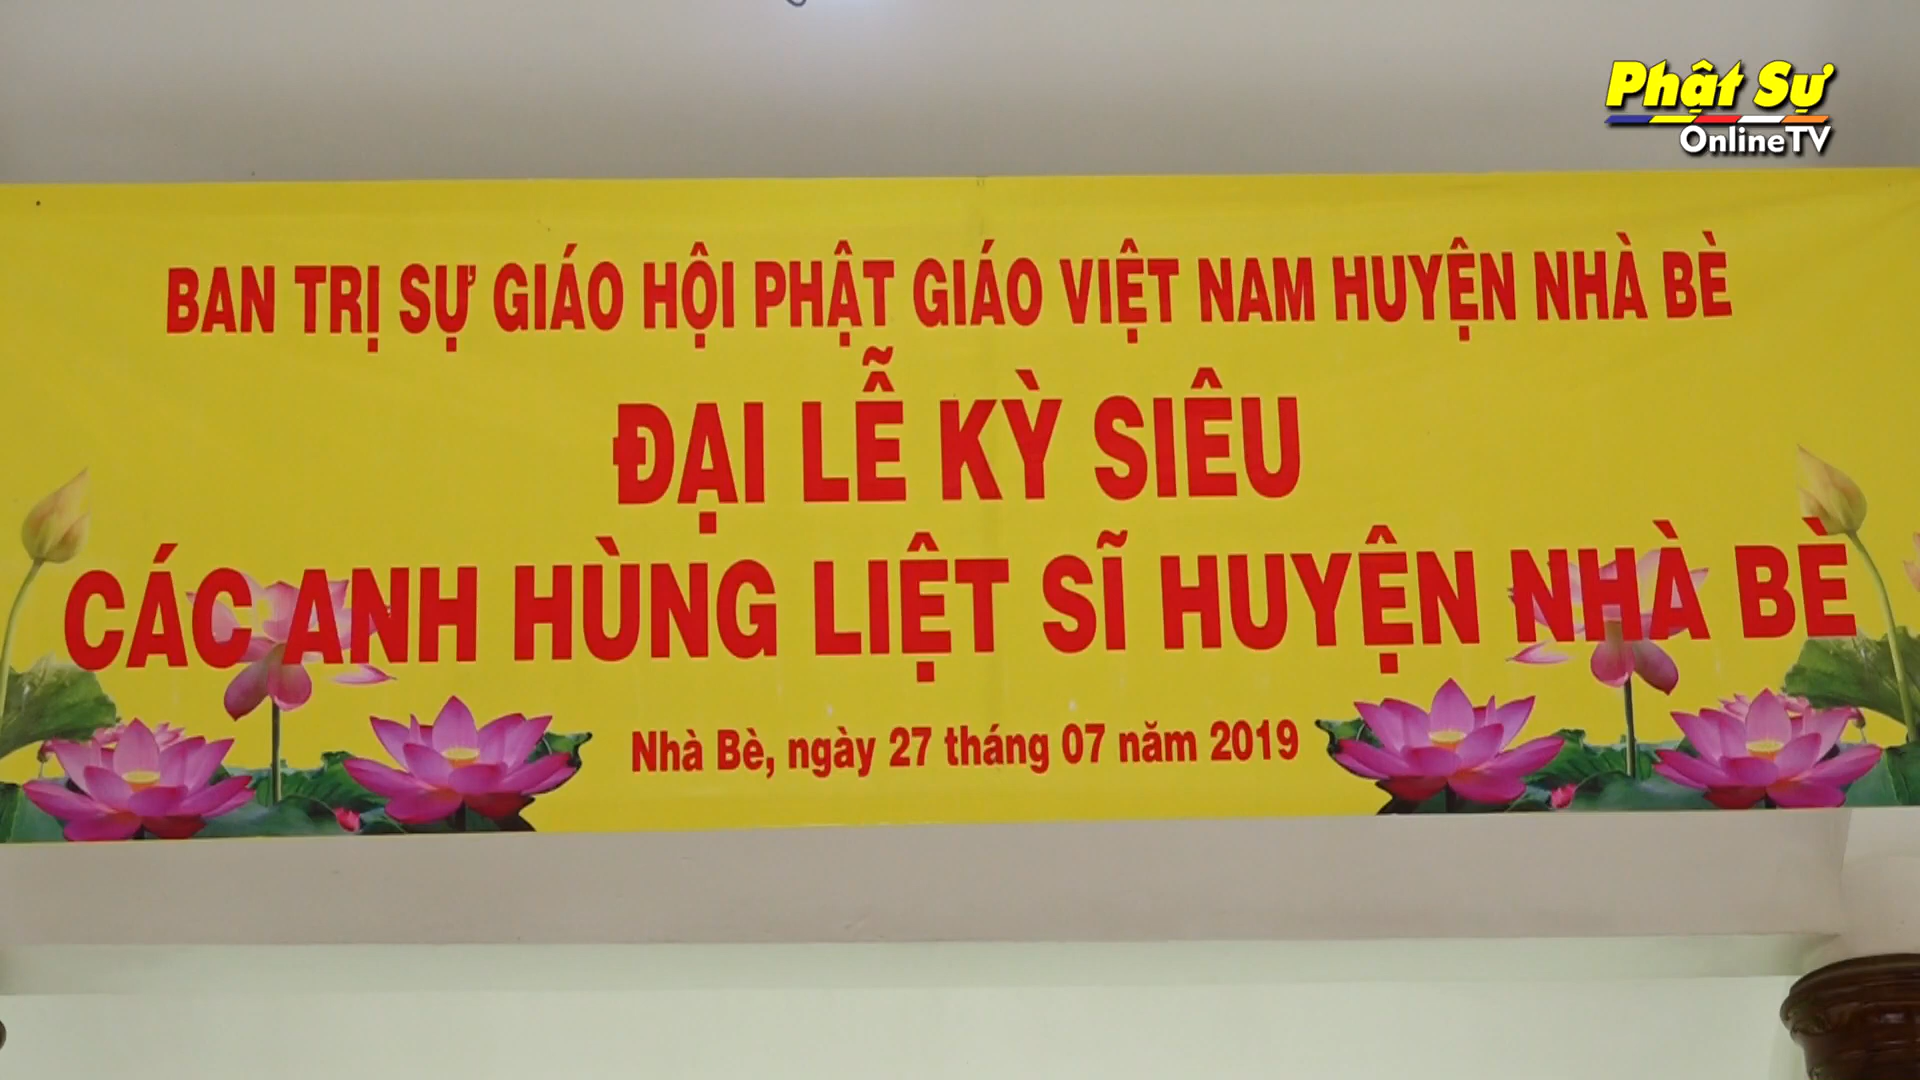 Phật Sự
OnlineTV
BAN TRỊ SỰ GIÁO HỘI PHẬT GIÁO VIỆT NAM HUYỆN NHÀ BÈ
ĐẠI LỄ KỲ SIÊU
CÁC ANH HÙNG LIỆT SĨ HUYỆN NHÀ BÈ
Nhà Bè, ngày 27 tháng 07 năm 2019